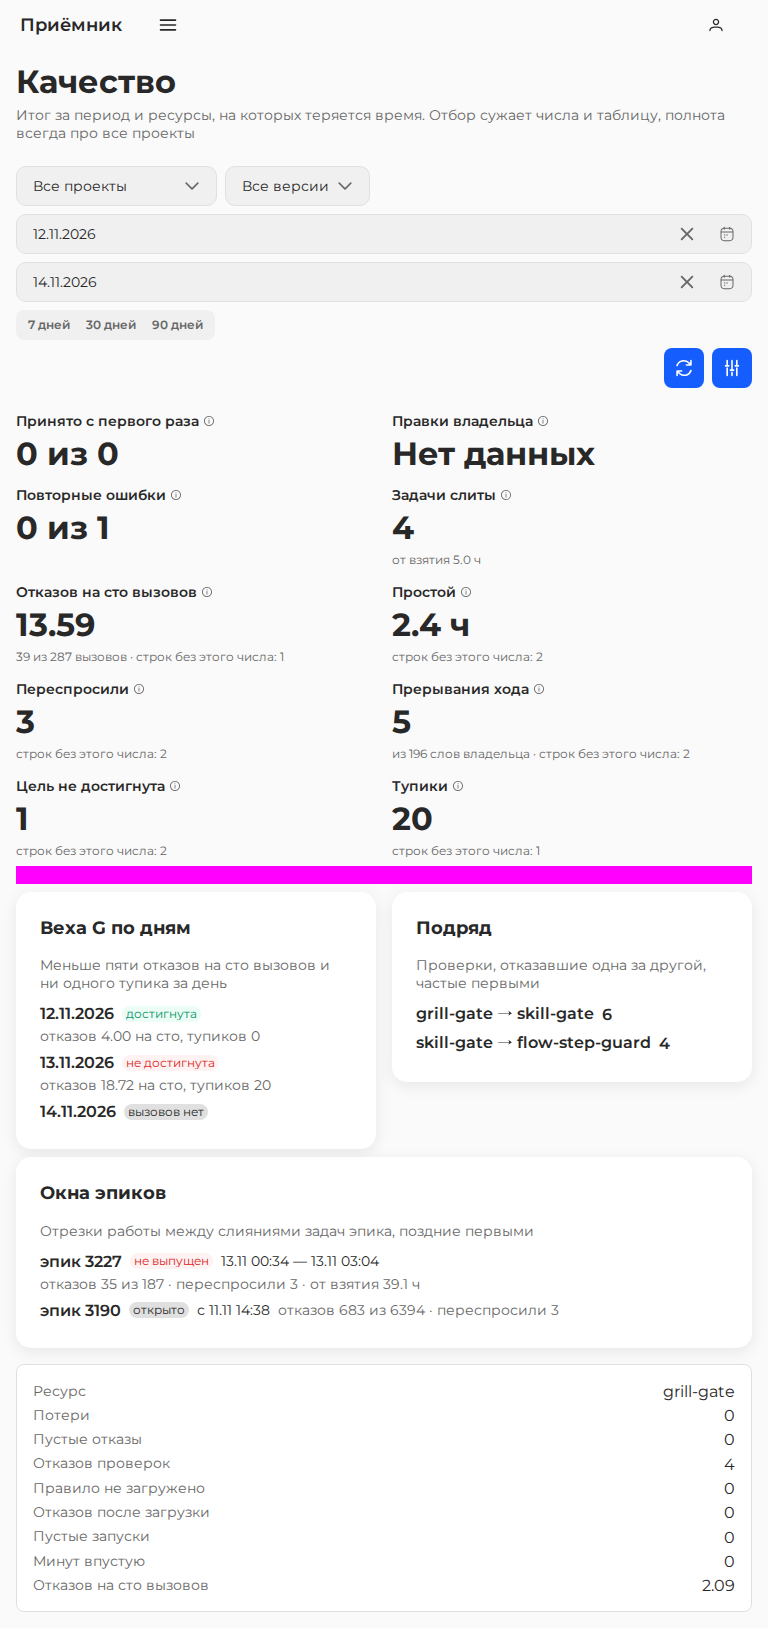 Приёмник
Качество
Итог за период и ресурсы, на которых теряется время. Отбор сужает числа и таблицу, полнота
всегда про все проекты
Все проекты
Все версии
12.11.2026
14.11.2026
7 дней 30 дней 90 дней
Принято с первого раза
0 из 0
Правки владельца
Нет данных
Повторные ошибки
0 из 1
Задачи слиты
4
от взятия 5.0 ч
Отказов на сто вызовов
13.59
39 из 287 вызовов · строк без этого числа: 1
Простой
2.4 ч
строк без этого числа: 2
Переспросили
3
строк без этого числа: 2
Прерывания хода
5
из 196 слов владельца · строк без этого числа: 2
Цель не достигнута
1
строк без этого числа: 2
Тупики
20
строк без этого числа: 1
Веха G по дням
Меньше пяти отказов на сто вызовов и
ни одного тупика за день
12.11.2026 достигнута
отказов 4.00 на сто, тупиков 0
13.11.2026 не достигнута
отказов 18.72 на сто, тупиков 20
14.11.2026 вызовов нет
Подряд
Проверки, отказавшие одна за другой,
частые первыми
grill-gate → skill-gate 6
skill-gate → flow-step-guard 4
Окна эпиков
Отрезки работы между слияниями задач эпика, поздние первыми
эпик 3227 не выпущен 13.11 00:34 — 13.11 03:04
отказов 35 из 187 · переспросили 3 · от взятия 39.1 ч
эпик 3190 открыто с 11.11 14:38 отказов 683 из 6394 · переспросили 3
Ресурс grill-gate
Потери 0
Пустые отказы 0
Отказов проверок 4
Правило не загружено 0
Отказов после загрузки 0
Пустые запуски 0
Минут впустую 0
Отказов на сто вызовов 2.09